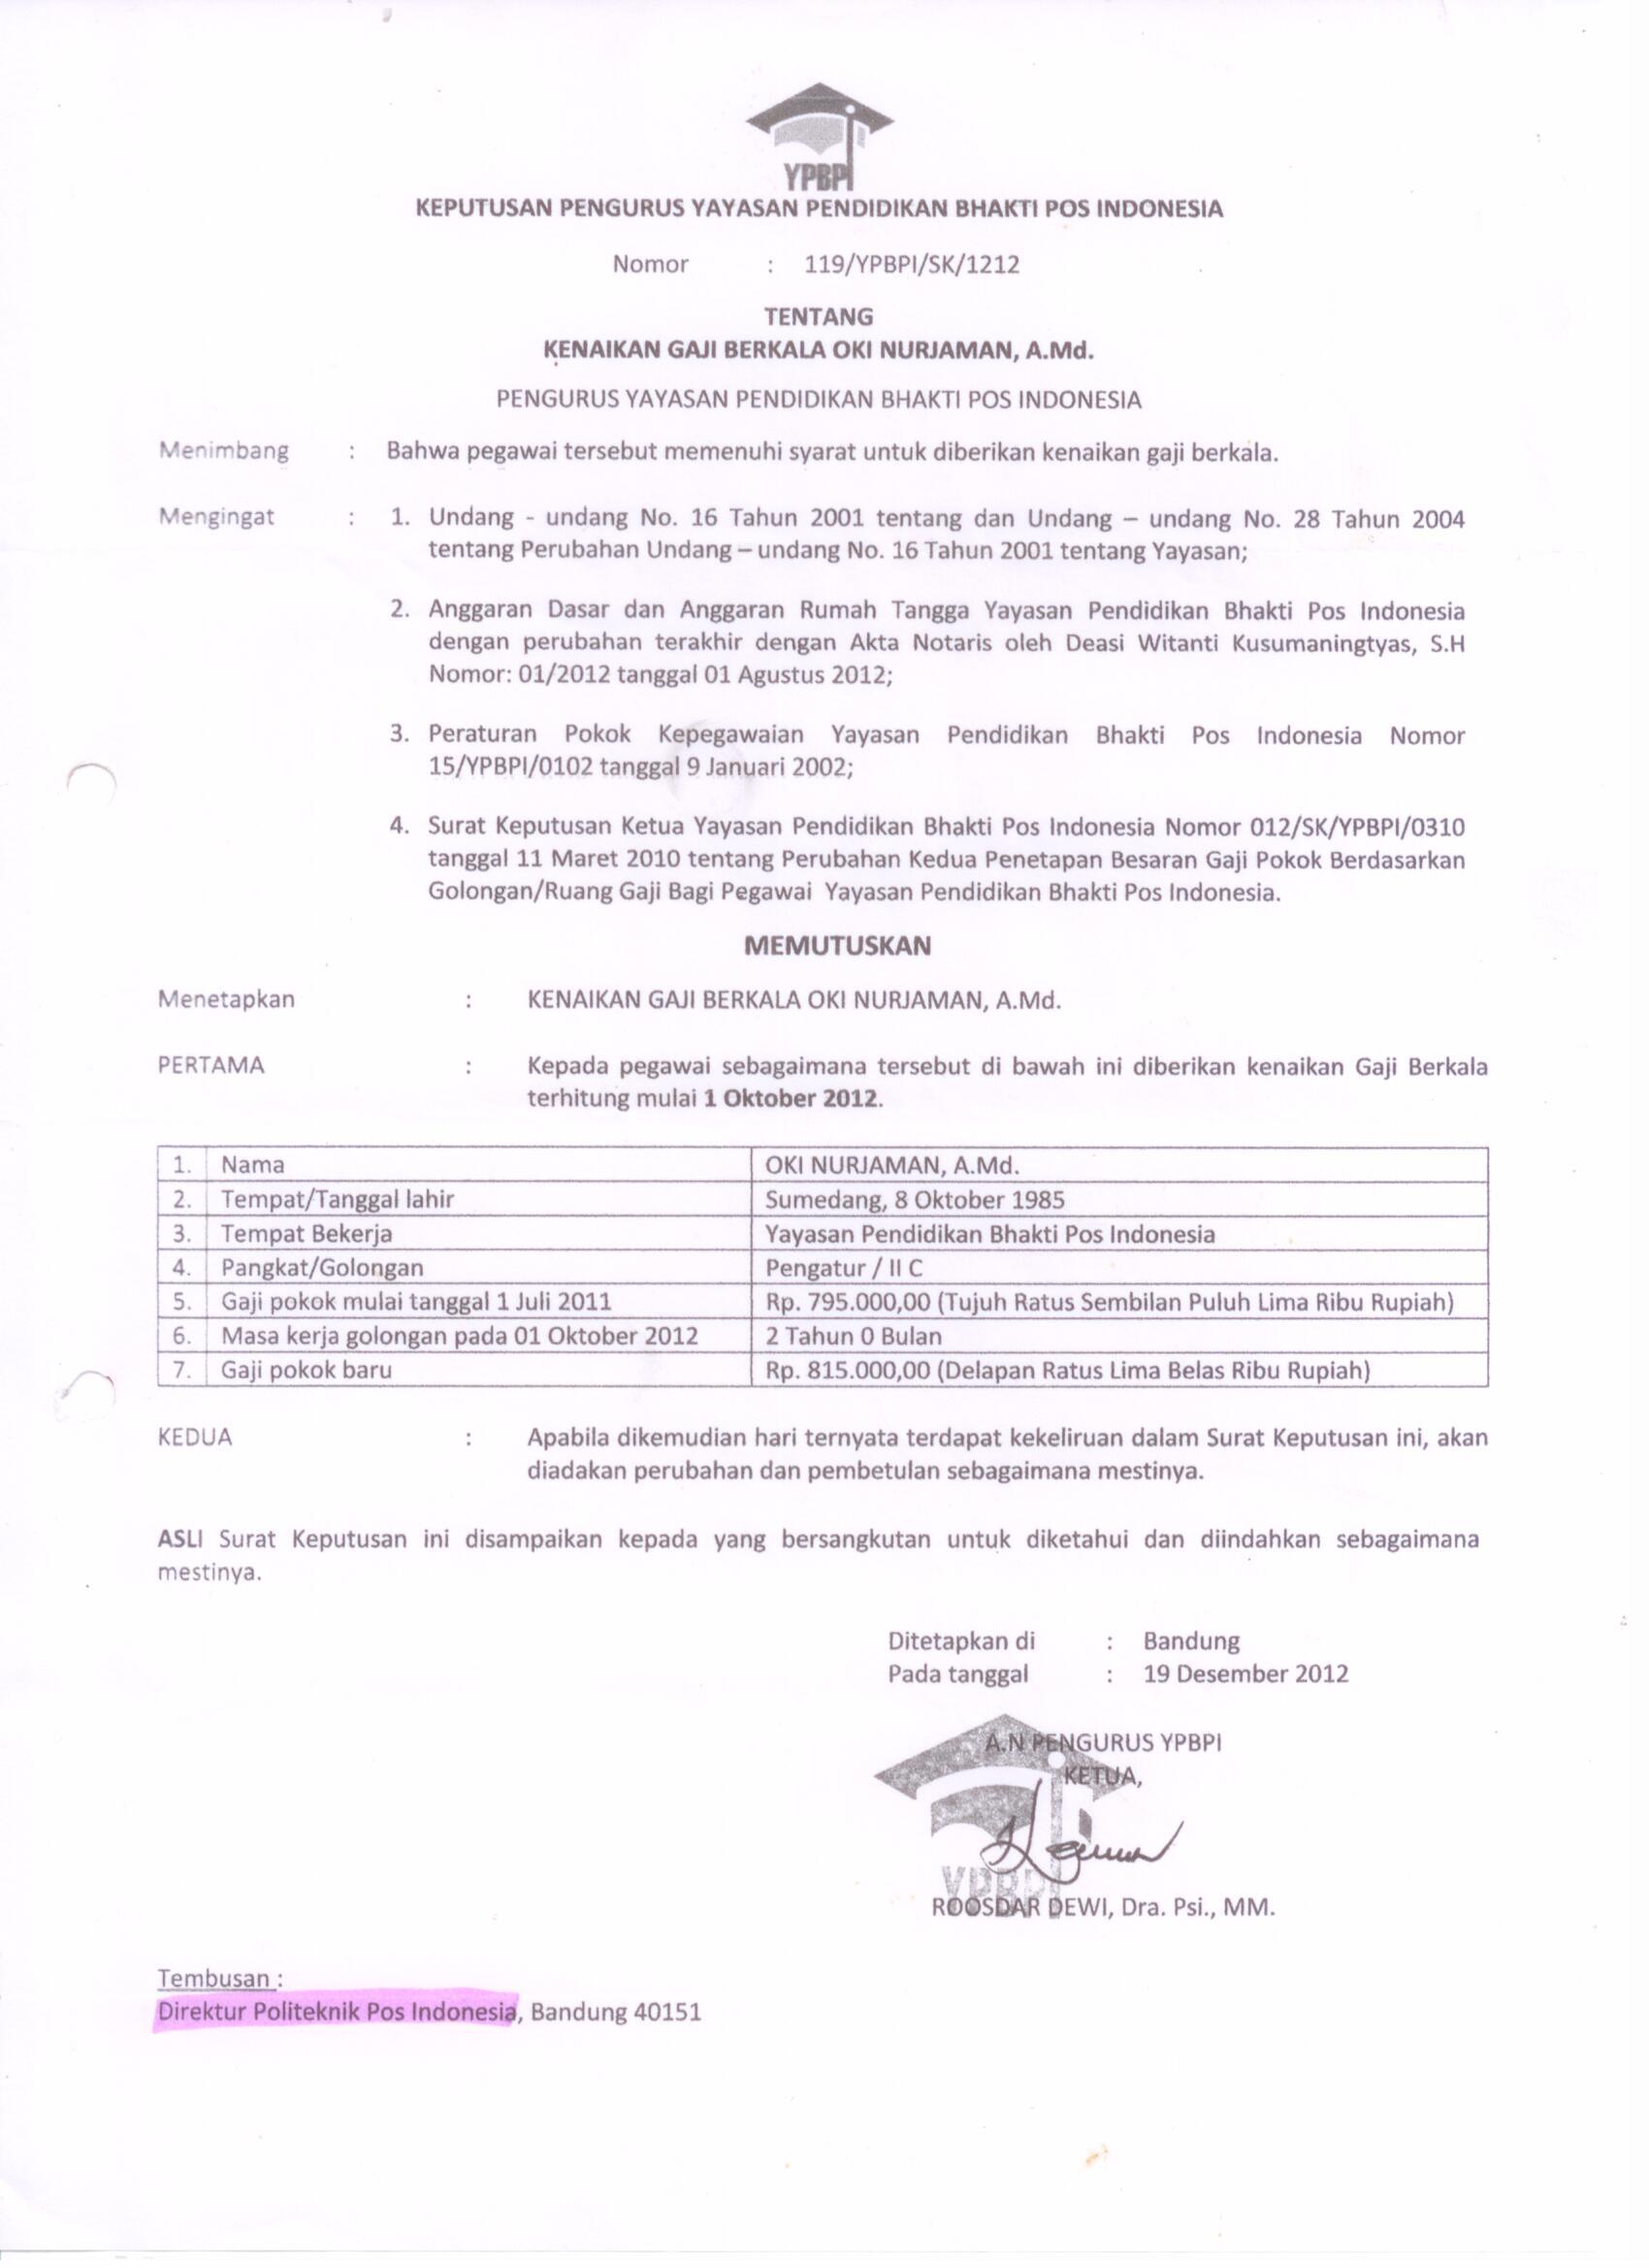 YPBPI
KEPUTUSAN PENGURUS YAYASAN PENDIDIKAN BHAKTI POS INDONESIA
Nomor : 119/YPBPI/SK/1212
TENTANG
KENAIKAN GAJI BERKALA OKI NURJAMAN, A.Md.
PENGURUS YAYASAN PENDIDIKAN BHAKTI POS INDONESIA
Menimbang : Bahwa pegawai tersebut memenuhi syarat untuk diberikan kenaikan gaji berkala.
Mengingat : 1. Undang - undang No. 16 Tahun 2001 tentang dan Undang – undang No. 28 Tahun 2004
tentang Perubahan Undang – undang No. 16 Tahun 2001 tentang Yayasan;
2. Anggaran Dasar dan Anggaran Rumah Tangga Yayasan Pendidikan Bhakti Pos Indonesia
dengan perubahan terakhir dengan Akta Notaris oleh Deasi Witanti Kusumaningtyas, S.H
Nomor: 01/2012 tanggal 01 Agustus 2012;
3. Peraturan Pokok Kepegawaian Yayasan Pendidikan Bhakti Pos Indonesia Nomor
15/YPBPI/0102 tanggal 9 Januari 2002;
4. Surat Keputusan Ketua Yayasan Pendidikan Bhakti Pos Indonesia Nomor 012/SK/YPBPI/0310
tanggal 11 Maret 2010 tentang Perubahan Kedua Penetapan Besaran Gaji Pokok Berdasarkan
Golongan/Ruang Gaji Bagi Pegawai Yayasan Pendidikan Bhakti Pos Indonesia.
MEMUTUSKAN
Menetapkan : KENAIKAN GAJI BERKALA OKI NURJAMAN, A.Md.
PERTAMA : Kepada pegawai sebagaimana tersebut di bawah ini diberikan kenaikan Gaji Berkala
terhitung mulai 1 Oktober 2012.
1. Nama OKI NURJAMAN, A.Md.
2. Tempat/Tanggal lahir Sumedang, 8 Oktober 1985
3. Tempat Bekerja Yayasan Pendidikan Bhakti Pos Indonesia
4. Pangkat/Golongan Pengatur / II C
5. Gaji pokok mulai tanggal 1 Juli 2011 Rp. 795.000,00 (Tujuh Ratus Sembilan Puluh Lima Ribu Rupiah)
6. Masa kerja golongan pada 01 Oktober 2012 2 Tahun 0 Bulan
7. Gaji pokok baru Rp. 815.000,00 (Delapan Ratus Lima Belas Ribu Rupiah)
KEDUA : Apabila dikemudian hari ternyata terdapat kekeliruan dalam Surat Keputusan ini, akan
diadakan perubahan dan pembetulan sebagaimana mestinya.
ASLI Surat Keputusan ini disampaikan kepada yang bersangkutan untuk diketahui dan diindahkan sebagaimana
mestinya.
Ditetapkan di : Bandung
Pada tanggal : 19 Desember 2012
A.N PENGURUS YPBPI
KETUA,
YPBPI
ROOSDAR DEWI, Dra. Psi., MM.
Tembusan :
Direktur Politeknik Pos Indonesia, Bandung 40151